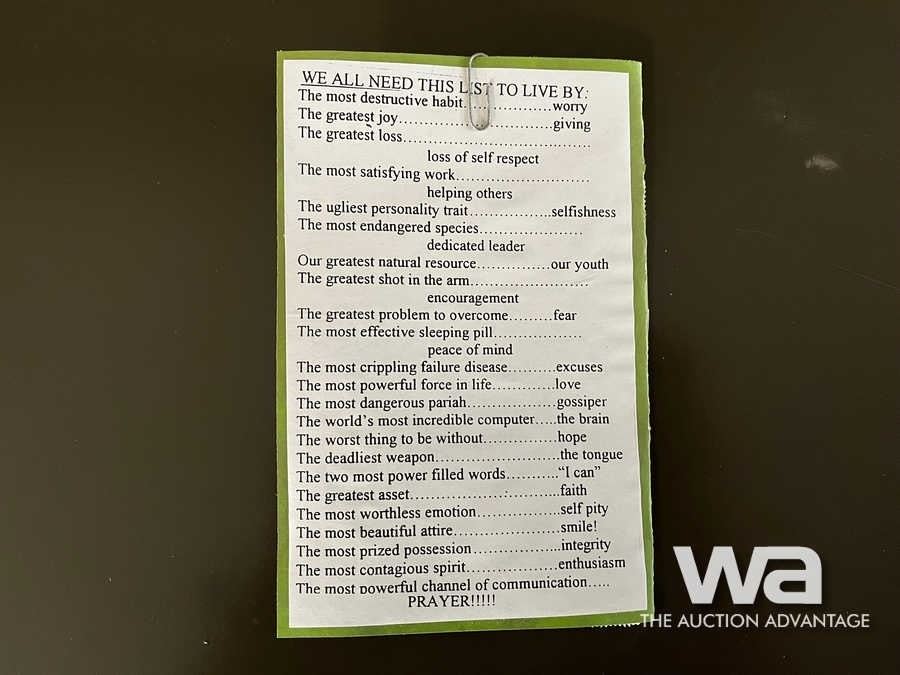 WE ALL NEED THIS LIST TO LIVE BY:
The most destructive habit..................worry
The greatest joy................................giving
The greatest loss.......................................
loss of self respect
The most satisfying work............................
helping others
The ugliest personality trait.................selfishness
The most endangered species......................
dedicated leader
Our greatest natural resource...............our youth
The greatest shot in the arm.........................
encouragement
The greatest problem to overcome.........fear
The most effective sleeping pill..................
peace of mind
The most crippling failure disease..........excuses
The most powerful force in life.............love
The most dangerous pariah...................gossiper
The world's most incredible computer.....the brain
The worst thing to be without................hope
The deadliest weapon..........................the tongue
The two most power filled words..........."I can"
The greatest asset...............................faith
The most worthless emotion..................self pity
The most beautiful attire.......................smile!
The most prized possession...................integrity
The most contagious spirit....................enthusiasm
The most powerful channel of communication.....
PRAYER!!!!!
wa
THE AUCTION ADVANTAGE